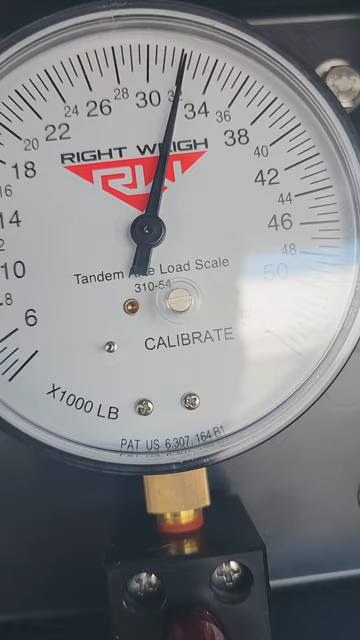 28
24 26 30 32 34 36
20 22 38
18 40
16 RIGHT WEIGH 42
RW
14 44
46
48
10 Tandem Axle Load Scale 50
8 310-54
6
CALIBRATE
X1000 LB
PAT US 6,307,164 B1